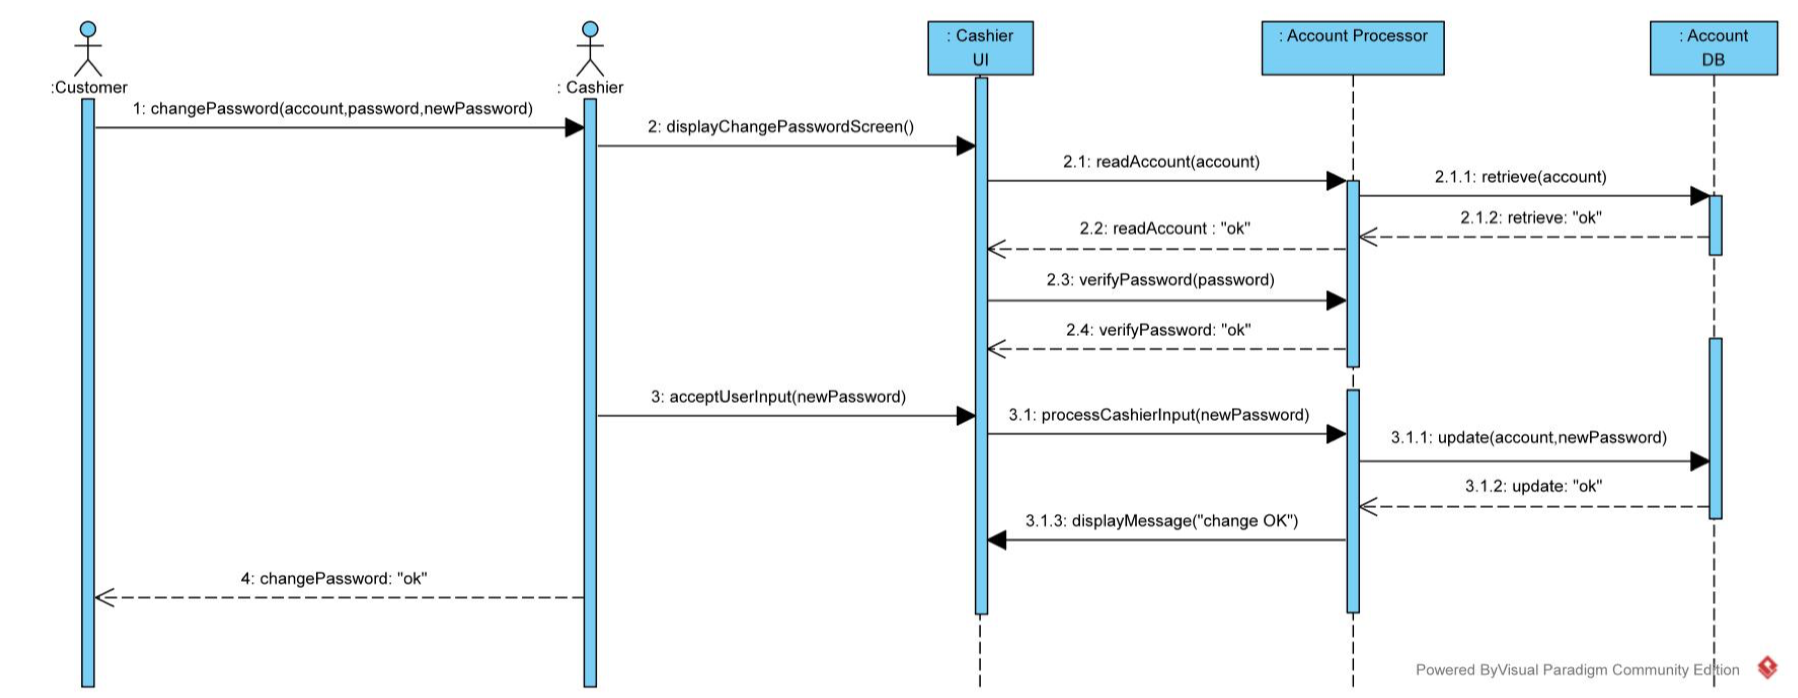 : Cashier
UI
: Account Processor
: Account
DB
:Customer
: Cashier
1: changePassword(account,password,newPassword)
2: displayChangePasswordScreen()
2.1: readAccount(account)
2.1.1: retrieve(account)
2.1.2: retrieve: "ok"
2.2: readAccount : "ok"
2.3: verifyPassword(password)
2.4: verifyPassword: "ok"
3: acceptUserInput(newPassword)
3.1: processCashierInput(newPassword)
3.1.1: update(account,newPassword)
3.1.2: update: "ok"
3.1.3: displayMessage("change OK")
4: changePassword: "ok"
Powered ByVisual Paradigm Community Edition